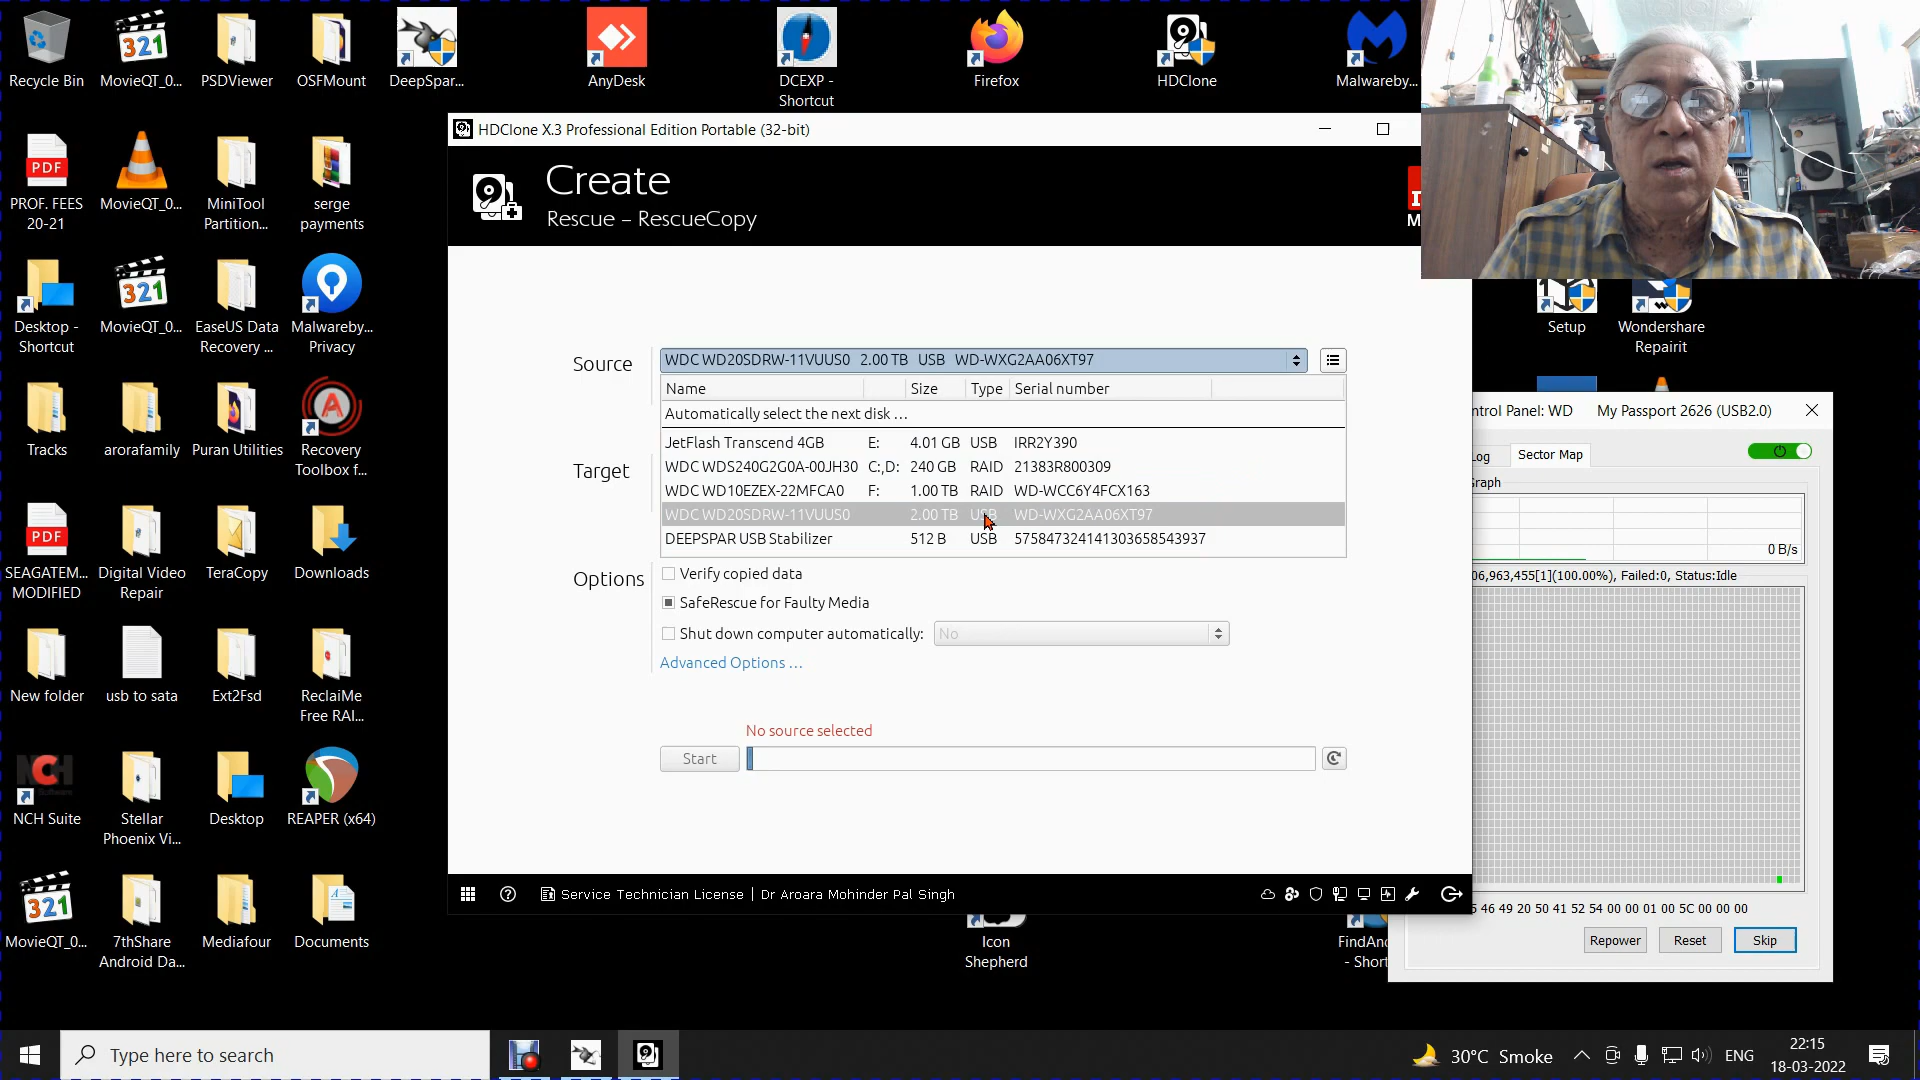 Recycle Bin
MovieQT_0...
PSDViewer
OSFMount
DeepSpar...
AnyDesk
DCEXP -
Shortcut
Firefox
HDClone
Malwareby...
PROF. FEES
20-21
MovieQT_0...
MiniTool
Partition...
serge
payments
Desktop -
Shortcut
MovieQT_0...
EaseUS Data
Recovery ...
Malwareby...
Privacy
Tracks
arorafamily
Puran Utilities
Recovery
Toolbox f...
SEAGATEM...
MODIFIED
Digital Video
Repair
TeraCopy
Downloads
New folder
usb to sata
Ext2Fsd
ReclaiMe
Free RAI...
NCH Suite
Stellar
Phoenix Vi...
Desktop
REAPER (x64)
MovieQT_0...
7thShare
Android Da...
Mediafour
Documents
HDClone X.3 Professional Edition Portable (32-bit)
Create
Rescue – RescueCopy
Source
WDC WD20SDRW-11VUUS0 2.00 TB USB WD-WXG2AA06XT97
Name Size Type Serial number
Automatically select the next disk ...
JetFlash Transcend 4GB E: 4.01 GB USB IRR2Y390
WDC WDS240G2G0A-00JH30 C:,D: 240 GB RAID 21383R800309
WDC WD10EZEX-22MFCA0 F: 1.00 TB RAID WD-WCC6Y4FCX163
WDC WD20SDRW-11VUUS0 2.00 TB USB WD-WXG2AA06XT97
DEEPSPAR USB Stabilizer 512 B USB 575847324141303658543937
Target
Options
Verify copied data
SafeRescue for Faulty Media
Shut down computer automatically: No
Advanced Options ...
No source selected
Start
Service Technician License | Dr Aroara Mohinder Pal Singh
Icon
Shepherd
FindAnd
- Short
Setup
Wondershare
Repairit
ntrol Panel: WD My Passport 2626 (USB2.0)
Log
Sector Map
Graph
0 B/s
06,963,455[1](100.00%), Failed:0, Status:Idle
5 46 49 20 50 41 52 54 00 00 01 00 5C 00 00 00
Repower
Reset
Skip
Type here to search
30°C Smoke
ENG
22:15
18-03-2022